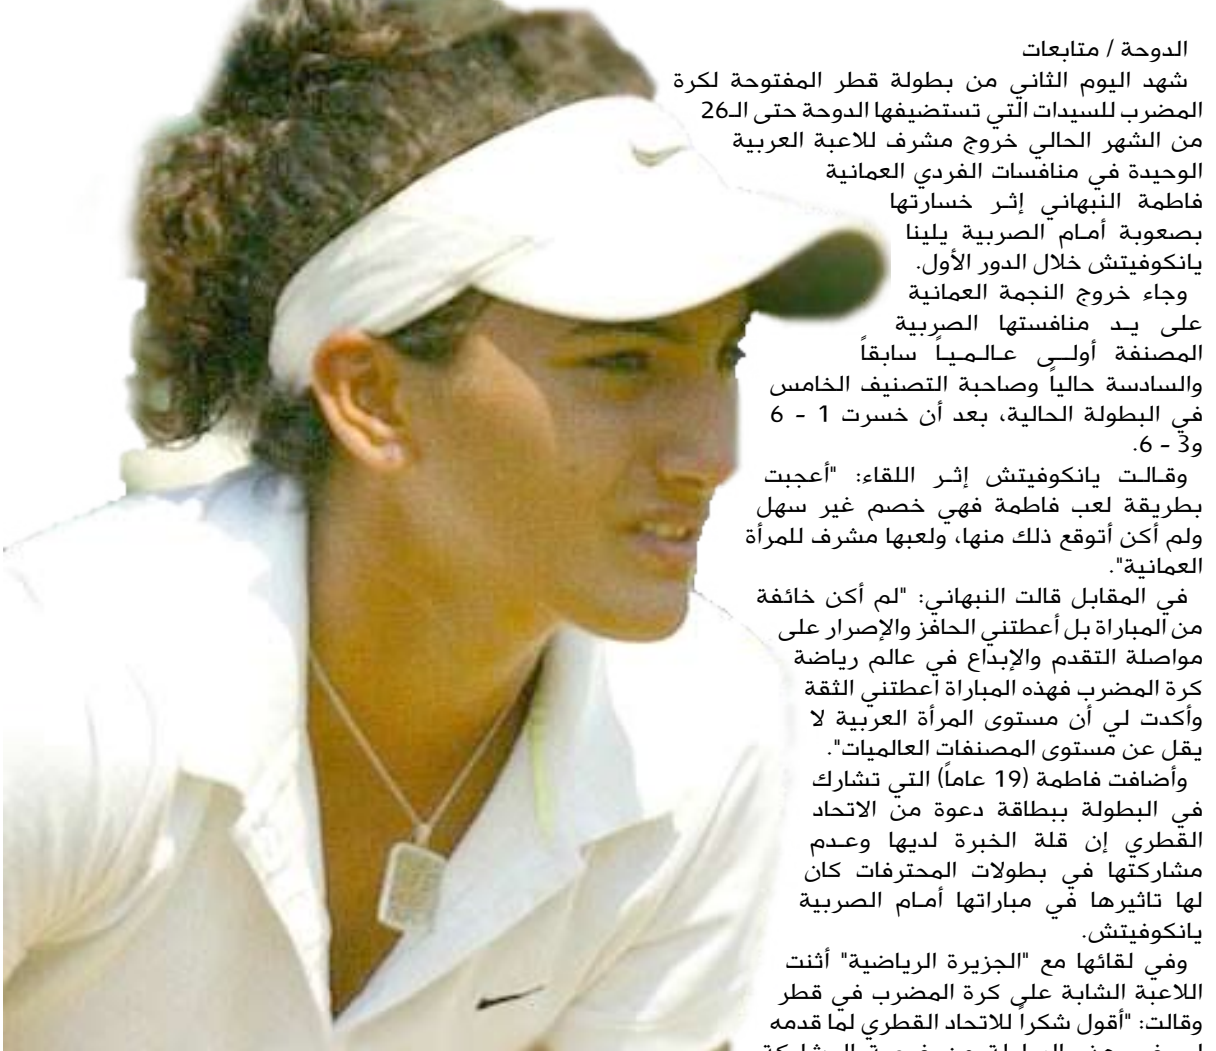 الدوحة / متابعات
شهد اليوم الثاني من بطولة قطر المفتوحة لكرة
المضرب للسيدات التي تستضيفها الدوحة حتى الـ26
من الشهر الحالي خروج مشرف للاعبة العربية
الوحيدة في منافسات الفردي العمانية
فاطمة النبهاني إثر خسارتها
بصعوبة أمام الصربية يلينا
يانكوفيتش خلال الدور الأول.
وجاء خروج النجمة العمانية
على يد منافستها الصربية
المصنفة أولى عالمياً سابقاً
والسادسة حالياً وصاحبة التصنيف الخامس
في البطولة الحالية، بعد أن خسرت 1 - 6
و3 - 6.
وقالت يانكوفيتش إثر اللقاء: "أعجبت
بطريقة لعب فاطمة فهي خصم غير سهل
ولم أكن أتوقع ذلك منها، ولعبها مشرف للمرأة
العمانية".
في المقابل قالت النبهاني: "لم أكن خائفة
من المباراة بل أعطتني الحافز والإصرار على
مواصلة التقدم والإبداع في عالم رياضة
كرة المضرب فهذه المباراة اعطتني الثقة
وأكدت لي أن مستوى المرأة العربية لا
يقل عن مستوى المصنفات العالميات".
وأضافت فاطمة (19 عاماً) التي تشارك
في البطولة ببطاقة دعوة من الاتحاد
القطري إن قلة الخبرة لديها وعدم
مشاركتها في بطولات المحترفات كان
لها تاثيرها في مباراتها أمام الصربية
يانكوفيتش.
وفي لقائها مع "الجزيرة الرياضية" أثنت
اللاعبة الشابة على كرة المضرب في قطر
وقالت: "أقول شكراً للاتحاد القطري لما قدمه